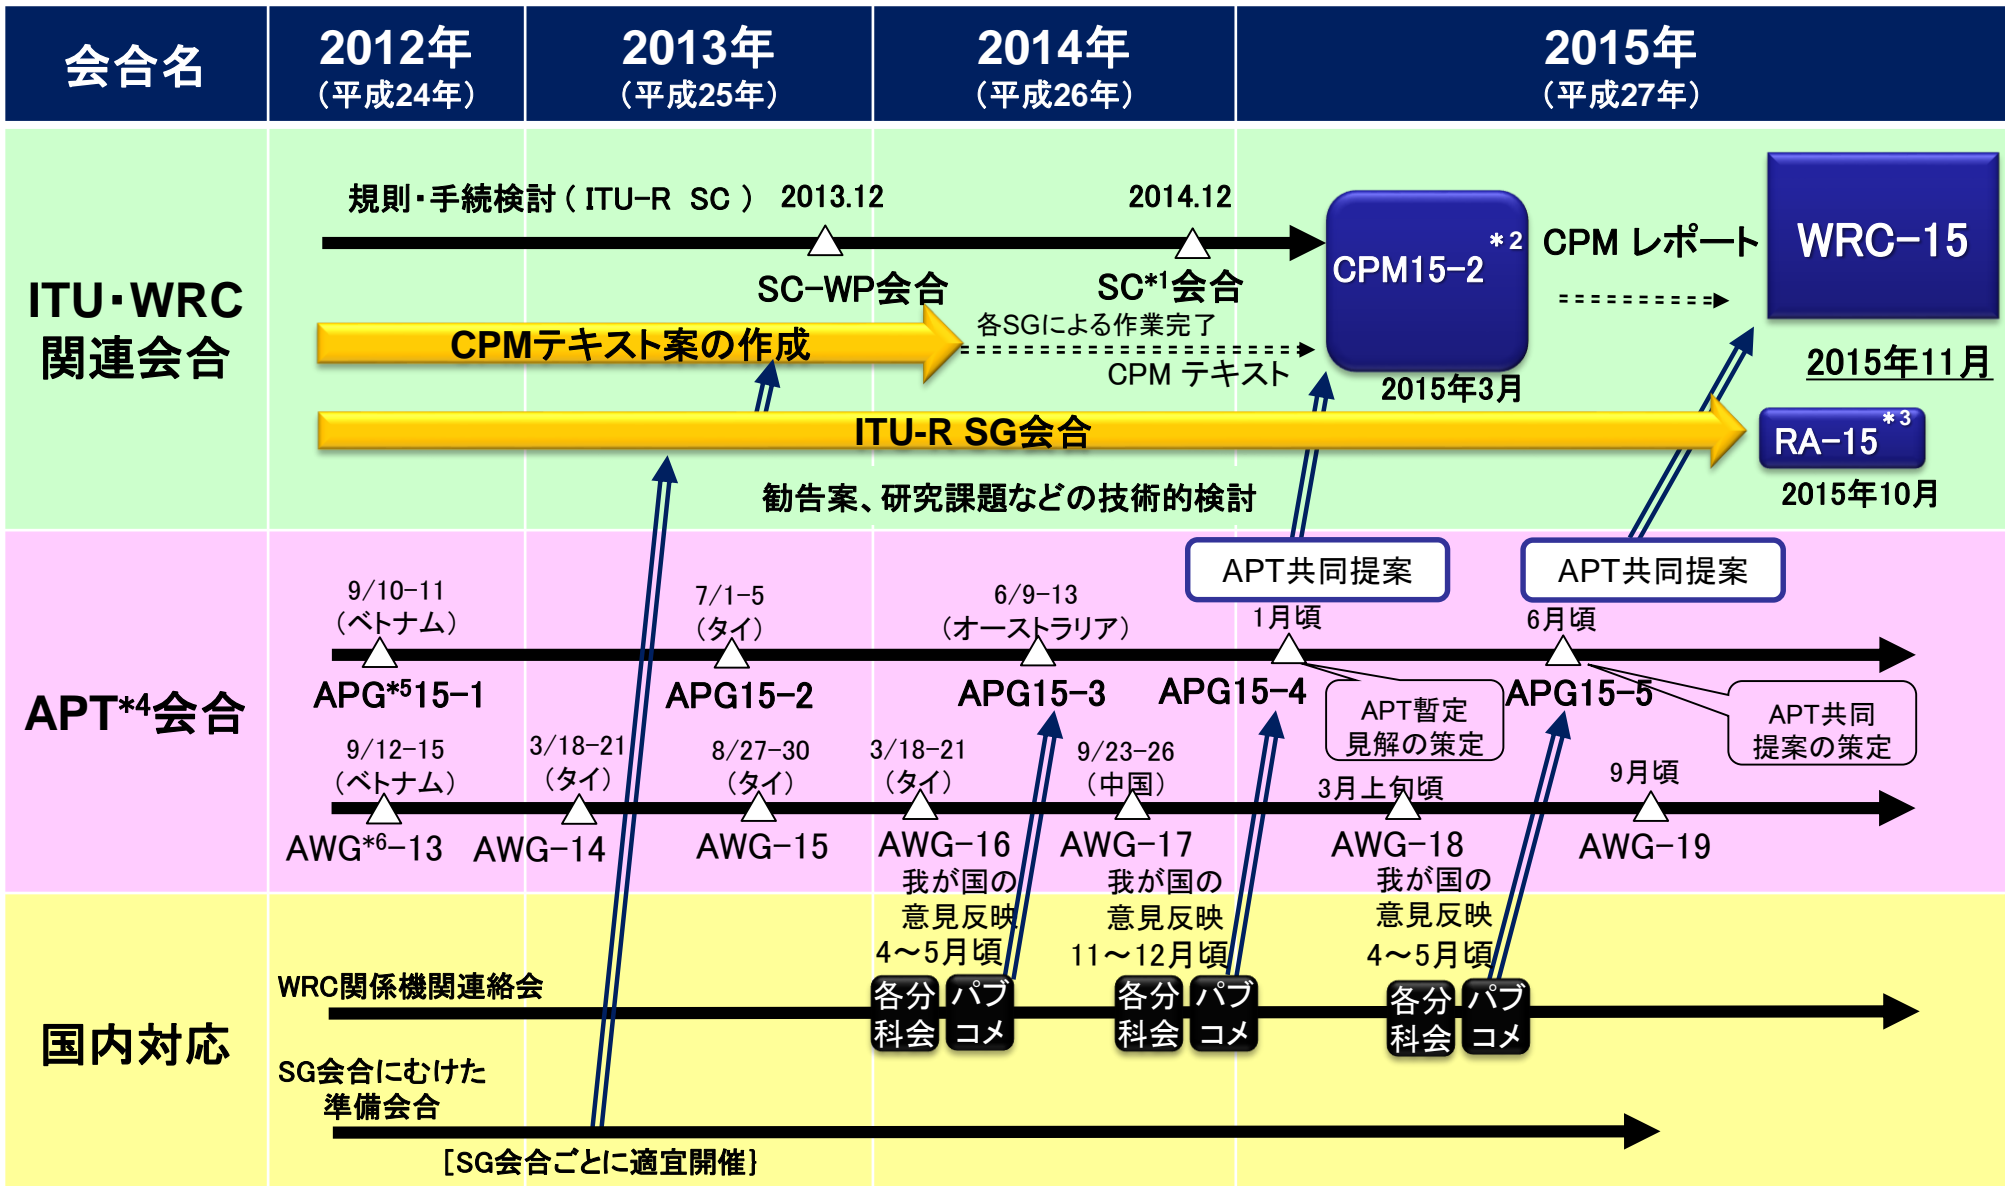 会合名
2012年
（平成24年）
2013年
（平成25年）
2014年
（平成26年）
2015年
（平成27年）
ITU・WRC
関連会合
規則・手続検討（ ITU-R SC ）
2013.12
2014.12
SC-WP会合
SC*1会合
CPM15-2
*2
CPM レポート
WRC-15
CPMテキスト案の作成
各SGによる作業完了
CPM テキスト
2015年3月
2015年11月
ITU-R SG会合
RA-15
*3
2015年10月
勧告案、研究課題などの技術的検討
APT共同提案
APT共同提案
APT*4会合
9/10-11
（ベトナム）
7/1-5
（タイ）
6/9-13
（オーストラリア）
1月頃
6月頃
APG*515-1
APG15-2
APG15-3
APG15-4
APG15-5
APT暫定
見解の策定
APT共同
提案の策定
9/12-15
（ベトナム）
3/18-21
（タイ）
8/27-30
（タイ）
3/18-21
（タイ）
9/23-26
（中国）
3月上旬頃
9月頃
AWG*6-13
AWG-14
AWG-15
AWG-16
AWG-17
AWG-18
AWG-19
我が国の
意見反映
4～5月頃
我が国の
意見反映
11～12月頃
我が国の
意見反映
4～5月頃
国内対応
WRC関係機関連絡会
各分
科会
パブ
コメ
各分
科会
パブ
コメ
各分
科会
パブ
コメ
SG会合にむけた
準備会合
[SG会合ごとに適宜開催}